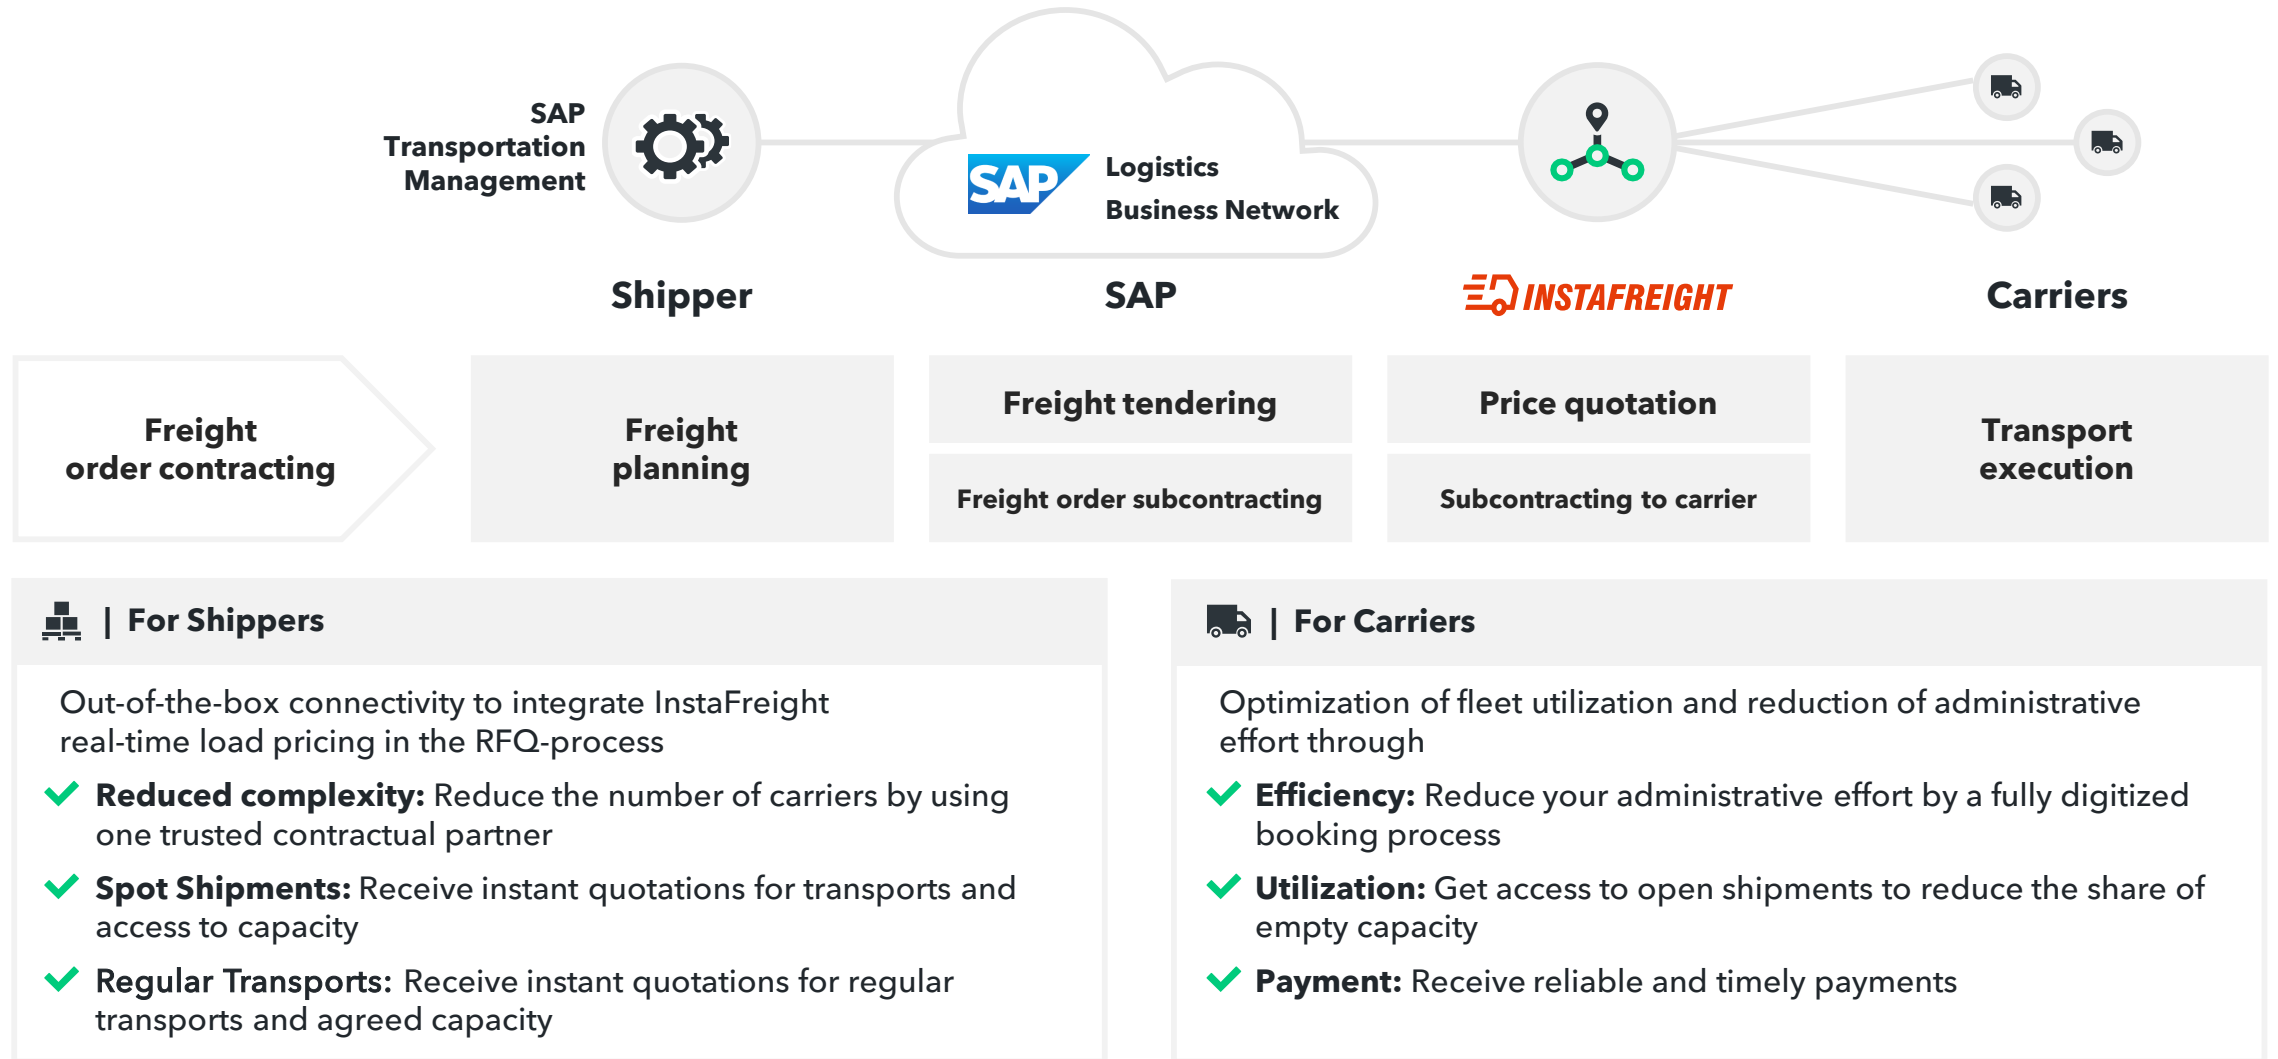 SAP
Transportation
Management
SAP
Logistics
Business Network
Shipper
SAP
INSTAFREIGHT
Carriers
Freight
order contracting
Freight
planning
Freight tendering
Freight order subcontracting
Price quotation
Subcontracting to carrier
Transport
execution
| For Shippers
Out-of-the-box connectivity to integrate InstaFreight
real-time load pricing in the RFQ-process
Reduced complexity: Reduce the number of carriers by using
one trusted contractual partner
Spot Shipments: Receive instant quotations for transports and
access to capacity
Regular Transports: Receive instant quotations for regular
transports and agreed capacity
| For Carriers
Optimization of fleet utilization and reduction of administrative
effort through
Efficiency: Reduce your administrative effort by a fully digitized
booking process
Utilization: Get access to open shipments to reduce the share of
empty capacity
Payment: Receive reliable and timely payments